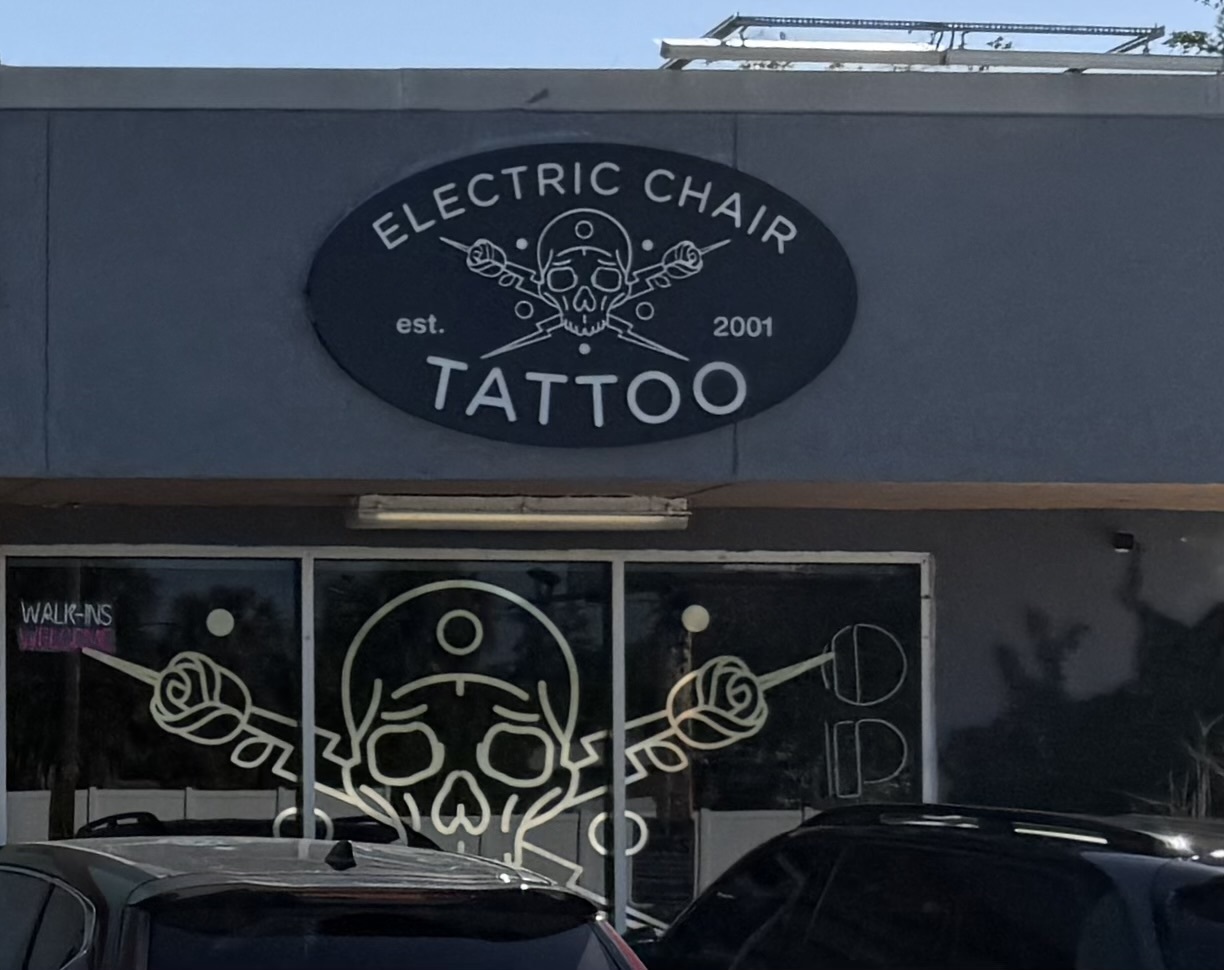 ELECTRIC CHAIR
est. 2001
TATTOO
WALK-INS
WELCOME